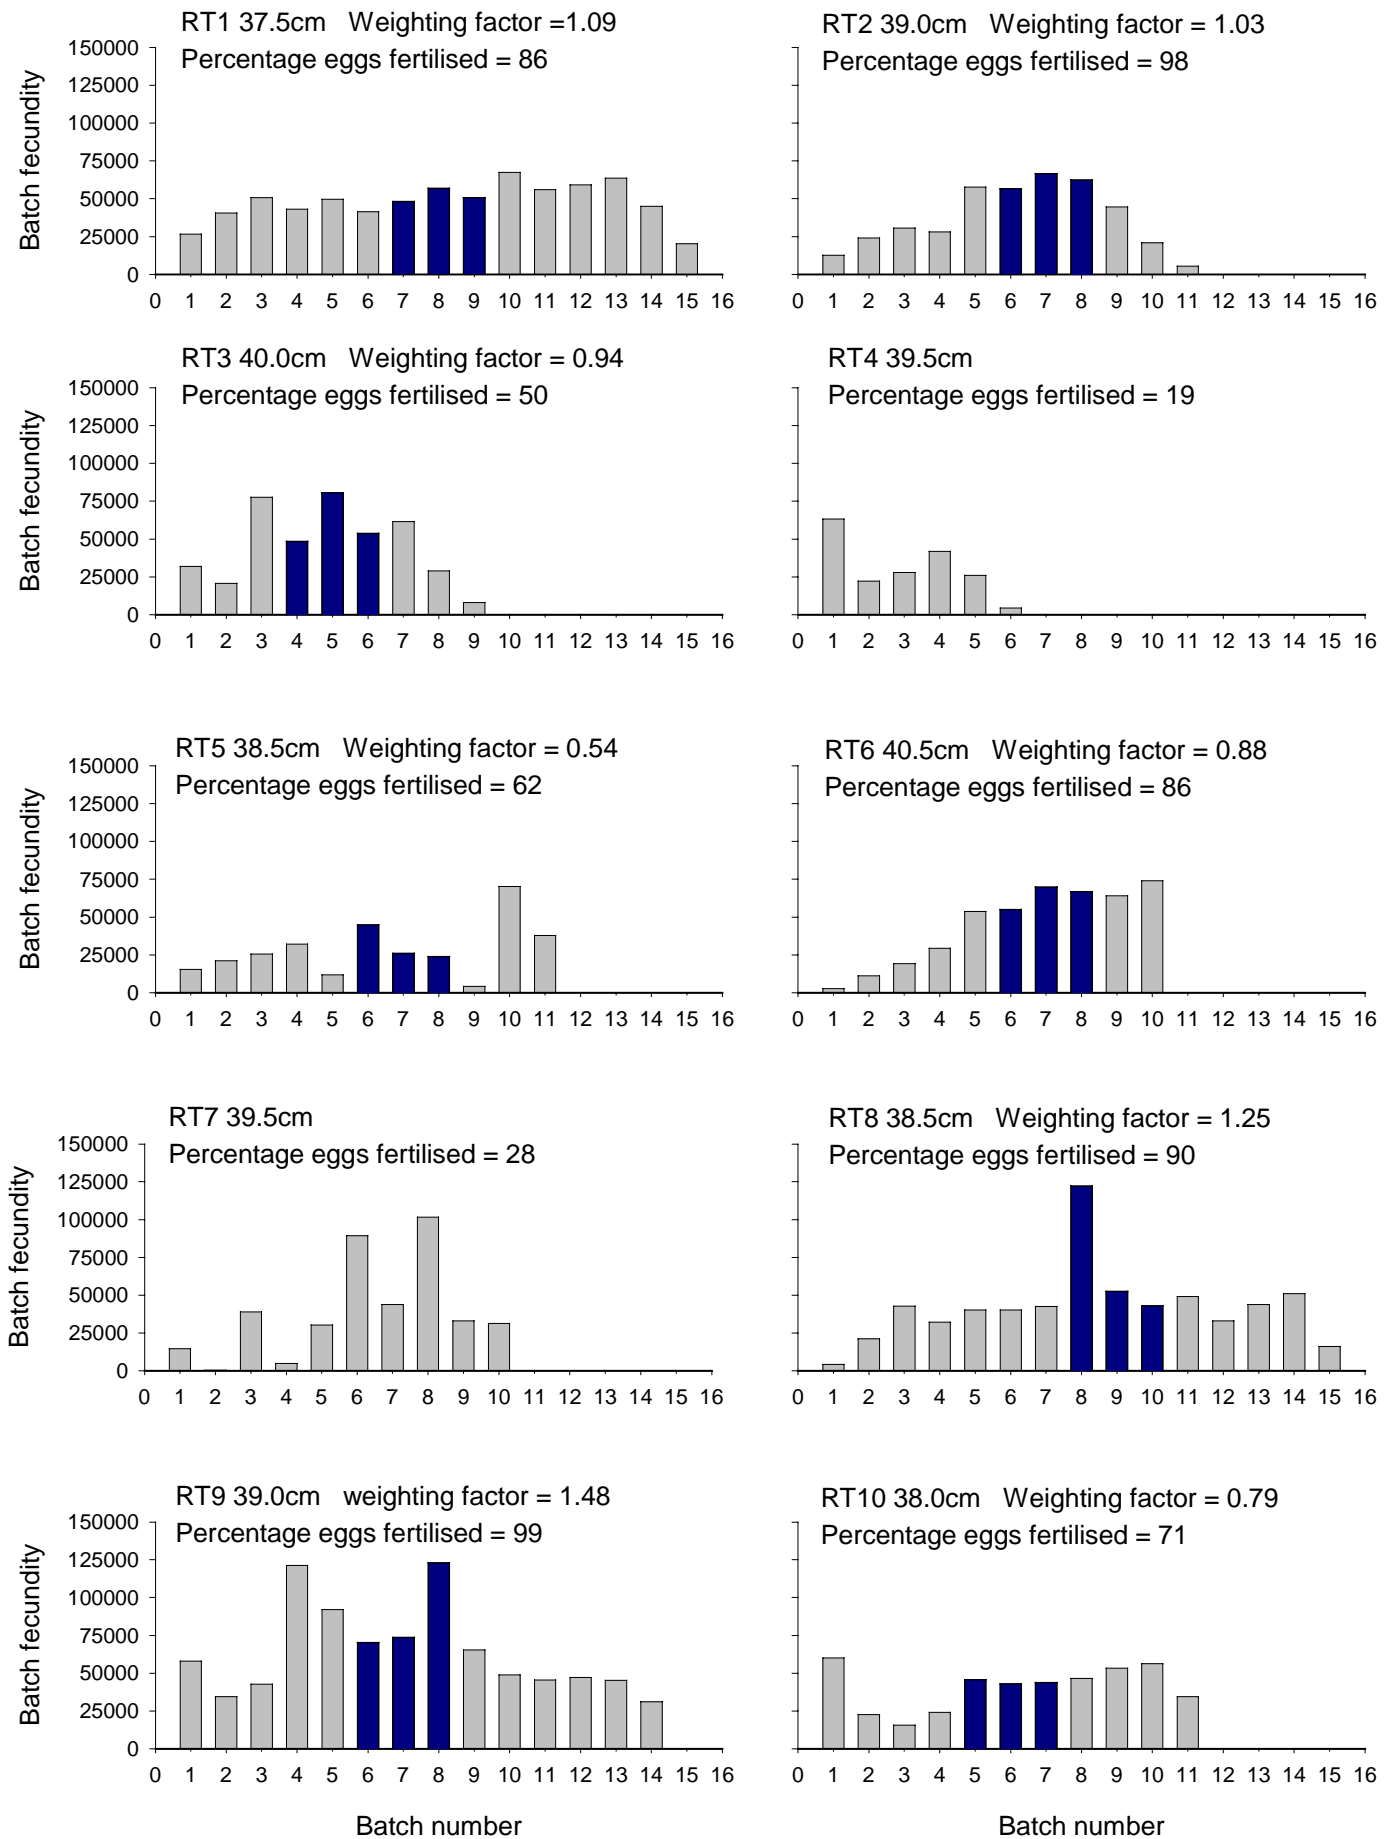 RT1 37.5cm   Weighting factor =1.09
Percentage eggs fertilised = 86
150000
125000
100000
75000
50000
25000
0
Batch fecundity
0 1 2 3 4 5 6 7 8 9 10 11 12 13 14 15 16
RT2 39.0cm   Weighting factor = 1.03
Percentage eggs fertilised = 98
0 1 2 3 4 5 6 7 8 9 10 11 12 13 14 15 16
RT3 40.0cm   Weighting factor = 0.94
Percentage eggs fertilised = 50
150000
125000
100000
75000
50000
25000
0
Batch fecundity
0 1 2 3 4 5 6 7 8 9 10 11 12 13 14 15 16
RT4 39.5cm
Percentage eggs fertilised = 19
0 1 2 3 4 5 6 7 8 9 10 11 12 13 14 15 16
RT5 38.5cm   Weighting factor = 0.54
Percentage eggs fertilised = 62
150000
125000
100000
75000
50000
25000
0
Batch fecundity
0 1 2 3 4 5 6 7 8 9 10 11 12 13 14 15 16
RT6 40.5cm   Weighting factor = 0.88
Percentage eggs fertilised = 86
0 1 2 3 4 5 6 7 8 9 10 11 12 13 14 15 16
RT7 39.5cm
Percentage eggs fertilised = 28
150000
125000
100000
75000
50000
25000
0
Batch fecundity
0 1 2 3 4 5 6 7 8 9 10 11 12 13 14 15 16
RT8 38.5cm   Weighting factor = 1.25
Percentage eggs fertilised = 90
0 1 2 3 4 5 6 7 8 9 10 11 12 13 14 15 16
RT9 39.0cm   weighting factor = 1.48
Percentage eggs fertilised = 99
150000
125000
100000
75000
50000
25000
0
Batch fecundity
0 1 2 3 4 5 6 7 8 9 10 11 12 13 14 15 16
Batch number
RT10 38.0cm   Weighting factor = 0.79
Percentage eggs fertilised = 71
0 1 2 3 4 5 6 7 8 9 10 11 12 13 14 15 16
Batch number